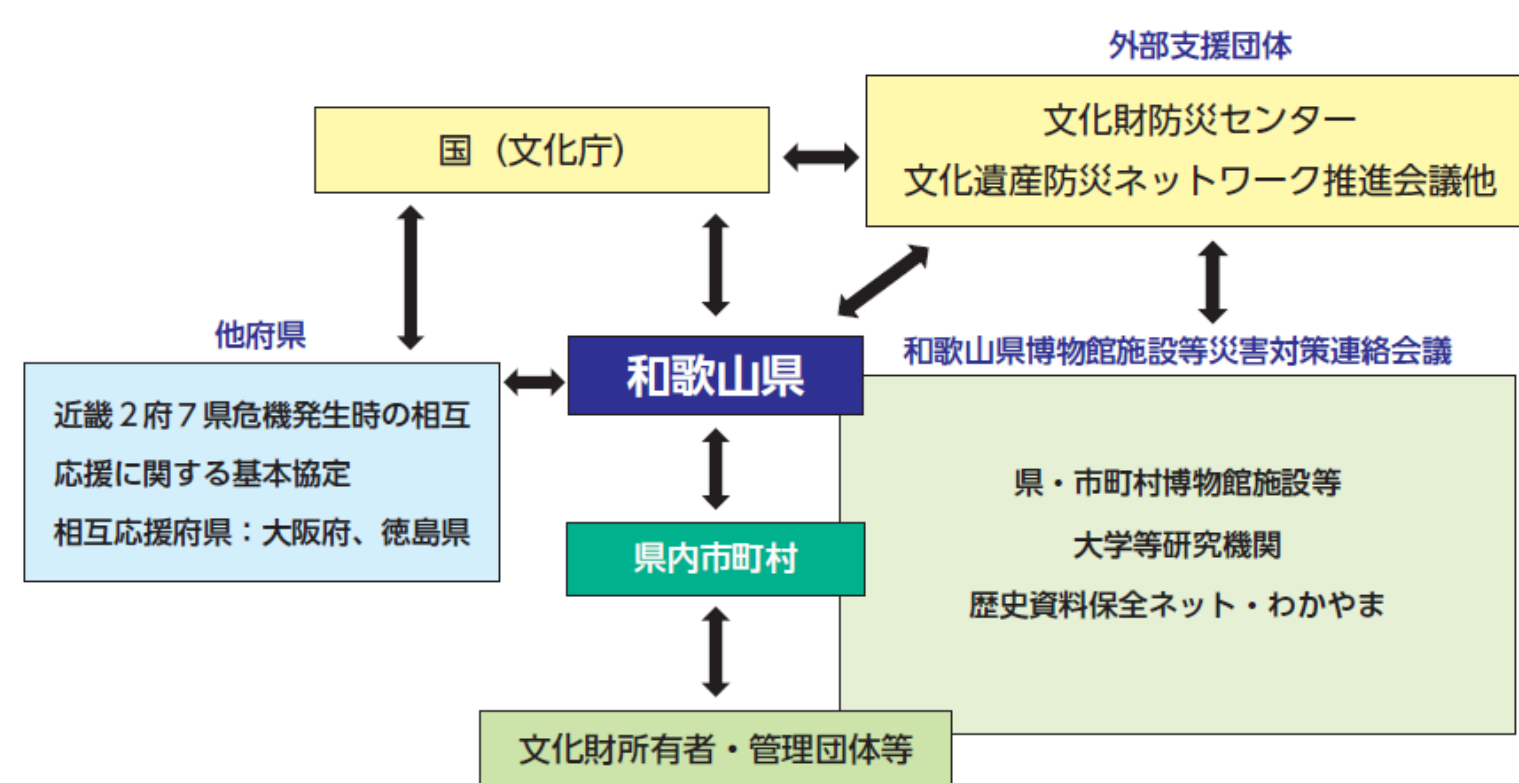 外部支援団体
文化財防災センター
文化遺産防災ネットワーク推進会議他
国（文化庁）
他府県
近畿２府７県危機発生時の相互
応援に関する基本協定
相互応援府県：大阪府、徳島県
和歌山県
和歌山県博物館施設等災害対策連絡会議
県・市町村博物館施設等
大学等研究機関
歴史資料保全ネット・わかやま
県内市町村
文化財所有者・管理団体等